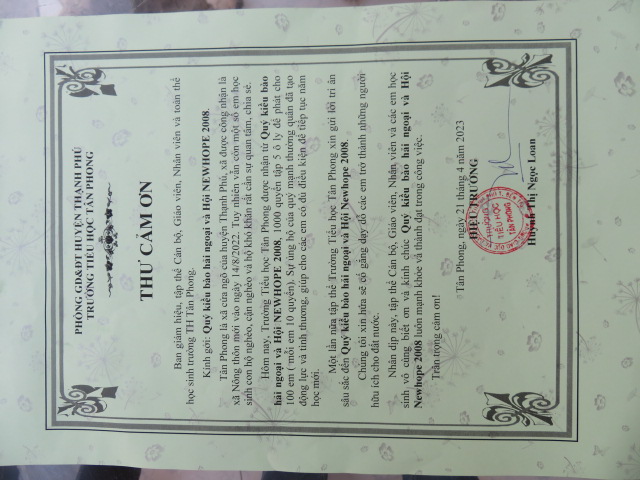 PHÒNG GD&ĐT HUYỆN THẠNH PHÚ
TRƯỜNG TIỂU HỌC TÂN PHONG
THƯ CẢM ƠN
Ban giám hiệu, tập thể Cán bộ, Giáo viên, Nhân viên và toàn thể
học sinh trường TH Tân Phong.
Kính gởi: Quỹ kiều bào hải ngoại và Hội NEWHOPE 2008.
Tân Phong là xã cửa ngõ của huyện Thạnh Phú, xã được công nhận là
xã Nông thôn mới vào ngày 14/9/2022. Tuy nhiên vẫn còn một số em học
sinh con hộ nghèo, cận nghèo và hộ khó khăn rất cần sự quan tâm, chia sẻ.
Hôm nay, Trường Tiểu học Tân Phong được nhận từ Quỹ kiều bào
hải ngoại và Hội NEWHOPE 2008, 1000 quyển tập 5 ô ly để phát cho
100 em ( mỗi em 10 quyển). Sự ủng hộ của quý mạnh thường quân đã tạo
động lực và tình thương, giúp cho các em có đủ điều kiện để tiếp tục năm
học mới.
Một lần nữa tập thể Trường Tiểu học Tân Phong xin gửi lời tri ân
sâu sắc đến Quỹ kiều bào hải ngoại và Hội Newhope 2008.
Chúng tôi xin hứa sẽ cố gắng dạy dỗ các em trở thành những người
hữu ích cho đất nước.
Nhân dịp này, tập thể Cán bộ, Giáo viên, Nhân viên và các em học
sinh vô cùng biết ơn và kính chúc Quỹ kiều bào hải ngoại và Hội
Newhope 2008 luôn mạnh khỏe và thành đạt trong công việc.
Trân trọng cảm ơn!
Tân Phong, ngày 21 tháng 4 năm 2023
HIỆU TRƯỞNG
TRƯỜNG
TIỂU HỌC
TÂN PHONG
Huỳnh Thị Ngọc Loan